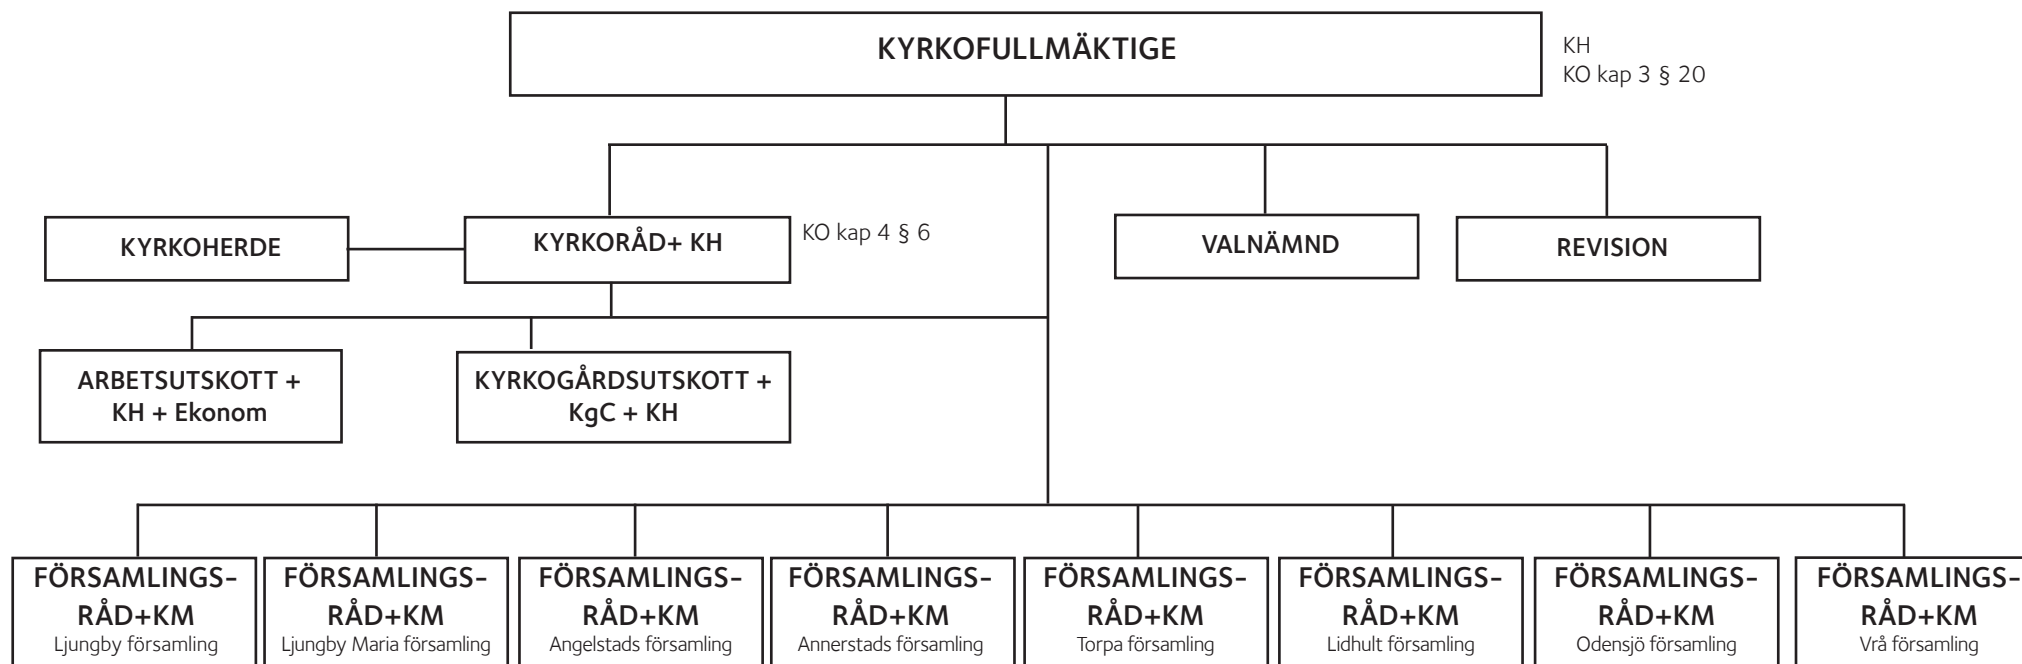 KYRKOFULLMÄKTIGE
KH
KO kap 3 § 20
KYRKOHERDE
KYRKORÅD+ KH
KO kap 4 § 6
VALNÄMND
REVISION
ARBETSUTSKOTT +
KH + Ekonom
KYRKOGÅRDSUTSKOTT +
KgC + KH
FÖRSAMLINGS-
RÅD+KM
Ljungby församling
FÖRSAMLINGS-
RÅD+KM
Ljungby Maria församling
FÖRSAMLINGS-
RÅD+KM
Angelstads församling
FÖRSAMLINGS-
RÅD+KM
Annerstads församling
FÖRSAMLINGS-
RÅD+KM
Torpa församling
FÖRSAMLINGS-
RÅD+KM
Lidhult församling
FÖRSAMLINGS-
RÅD+KM
Odensjö församling
FÖRSAMLINGS-
RÅD+KM
Vrå församling